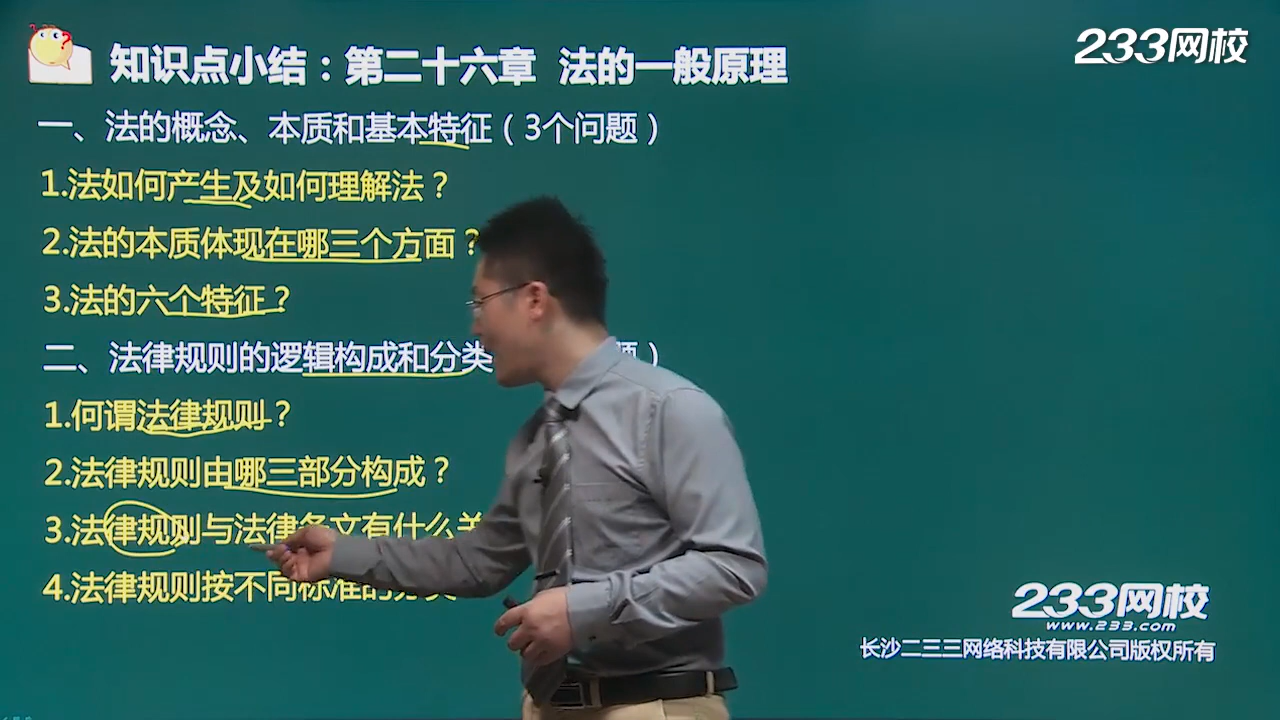 知识点小结：第二十六章 法的一般原理
233网校
一、法的概念、本质和基本特征（3个问题）
1.法如何产生及如何理解法？
2.法的本质体现在哪三个方面？
3.法的六个特征？
二、法律规则的逻辑构成和分类 题）
1.何谓法律规则？
2.法律规则由哪三部分构成？
3.法律规则与法律条文有什么关
4.法律规则按不同标准的分类
233网校
www.233.com
长沙二三三网络科技有限公司版权所有